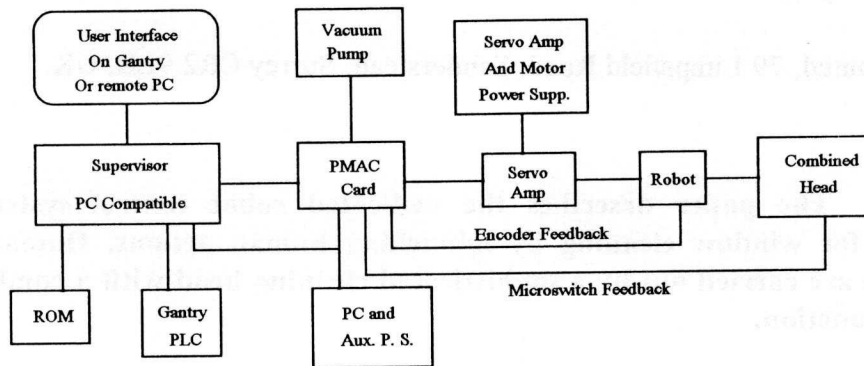 User Interface
On Gantry
Or remote PC
Vacuum
Pump
Servo Amp
And Motor
Power Supp.
Supervisor
PC Compatible
PMAC
Card
Servo
Amp
Robot
Combined
Head
Encoder Feedback
Microsvitch Feedback
ROM
Gantry
PLC
PC and
Aux. P. S.